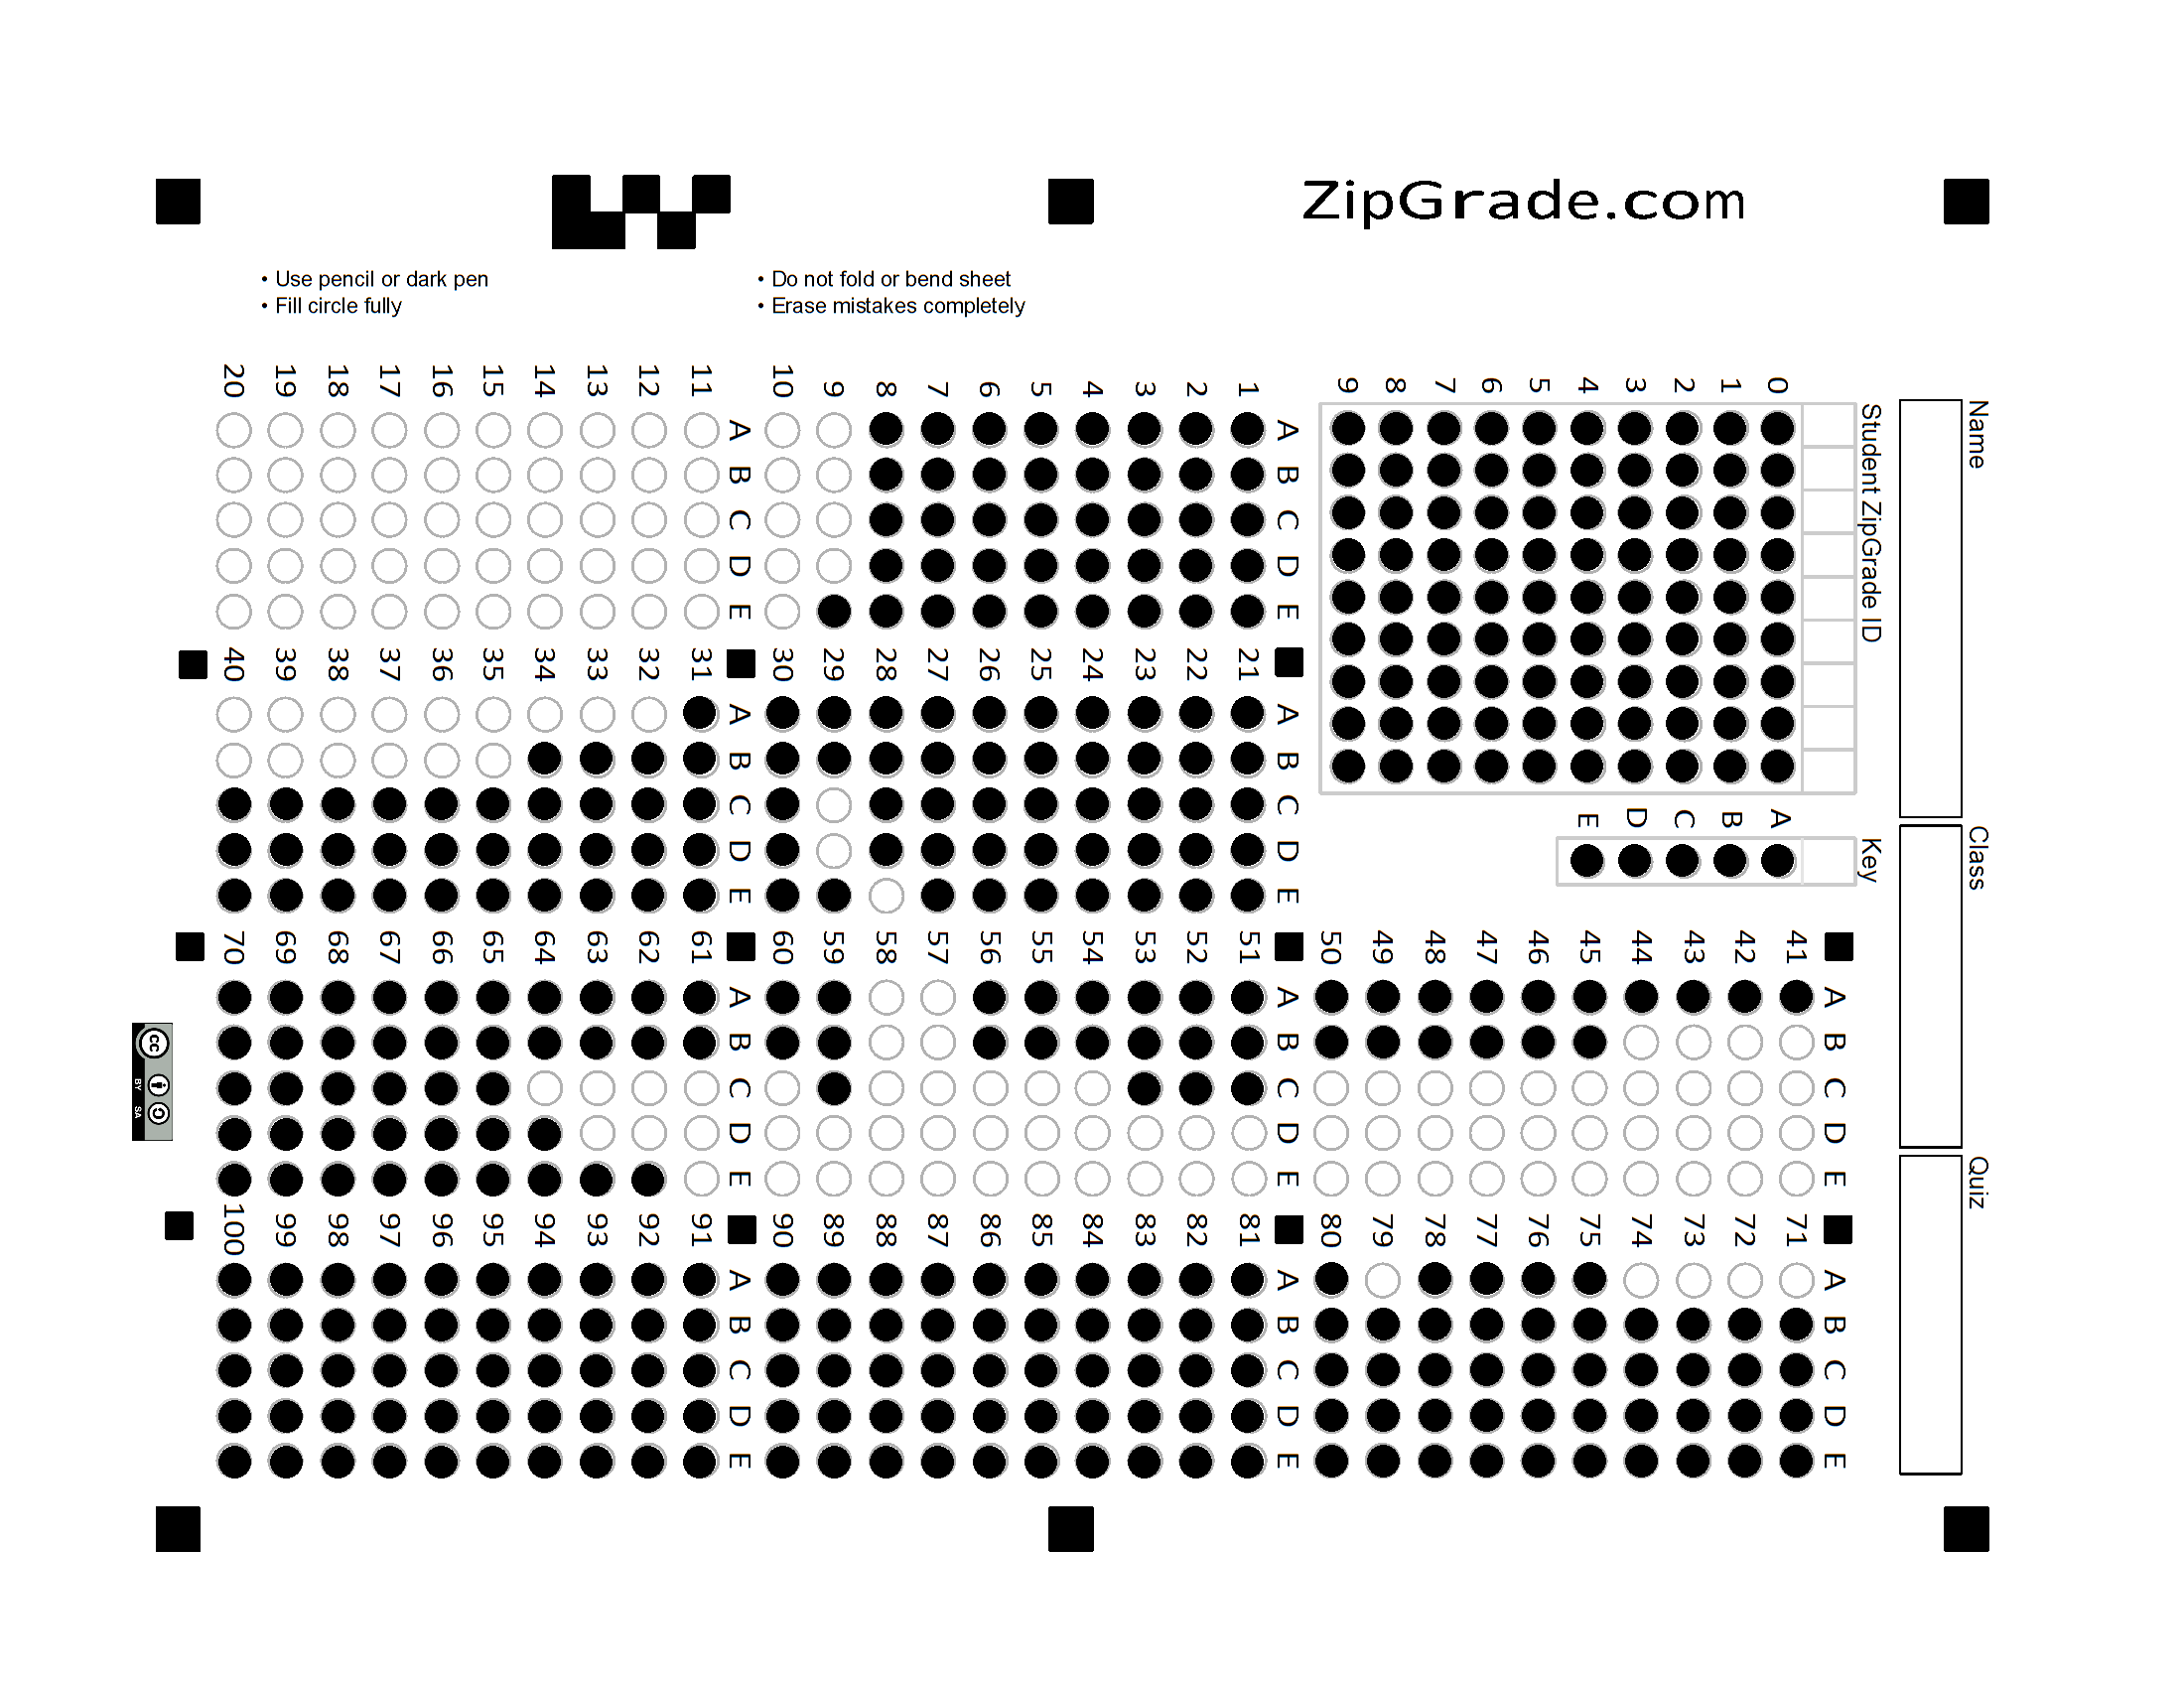 ZipGrade.com
• Use pencil or dark pen
• Fill circle fully
• Do not fold or bend sheet
• Erase mistakes completely
Name
Class
Quiz
Student ZipGrade ID
0 1 2 3 4 5 6 7 8 9
Key
A B C D E
A B C D E
1 2 3 4 5 6 7 8 9 10
A B C D E
11 12 13 14 15 16 17 18 19 20
A B C D E
21 22 23 24 25 26 27 28 29 30
A B C D E
31 32 33 34 35 36 37 38 39 40
A B C D E
41 42 43 44 45 46 47 48 49 50
A B C D E
51 52 53 54 55 56 57 58 59 60
A B C D E
61 62 63 64 65 66 67 68 69 70
A B C D E
71 72 73 74 75 76 77 78 79 80
A B C D E
81 82 83 84 85 86 87 88 89 90
A B C D E
91 92 93 94 95 96 97 98 99 100
cc BY SA